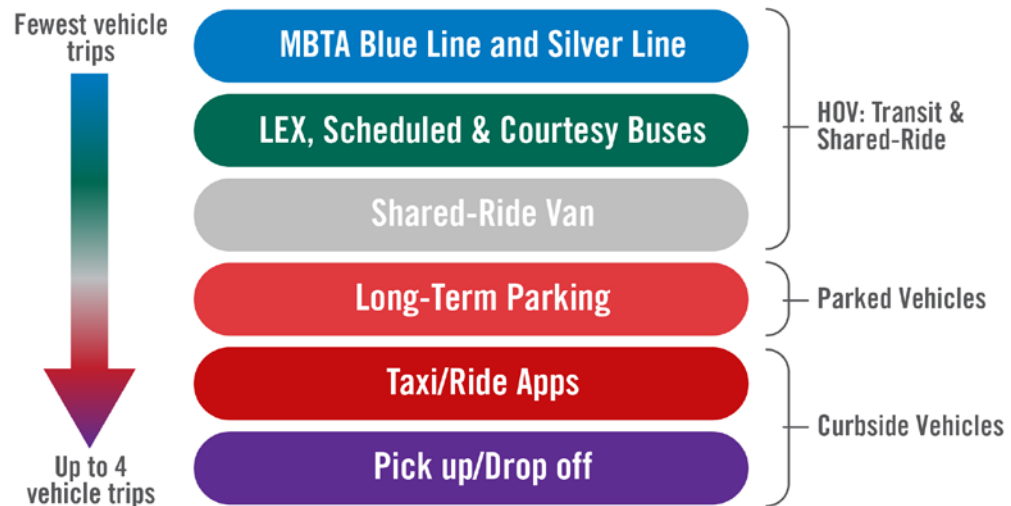 Fewest vehicle
trips
MBTA Blue Line and Silver Line
LEX, Scheduled & Courtesy Buses
Shared-Ride Van
HOV: Transit &
Shared-Ride
Long-Term Parking
Parked Vehicles
Taxi/Ride Apps
Pick up/Drop off
Curbside Vehicles
Up to 4
vehicle trips